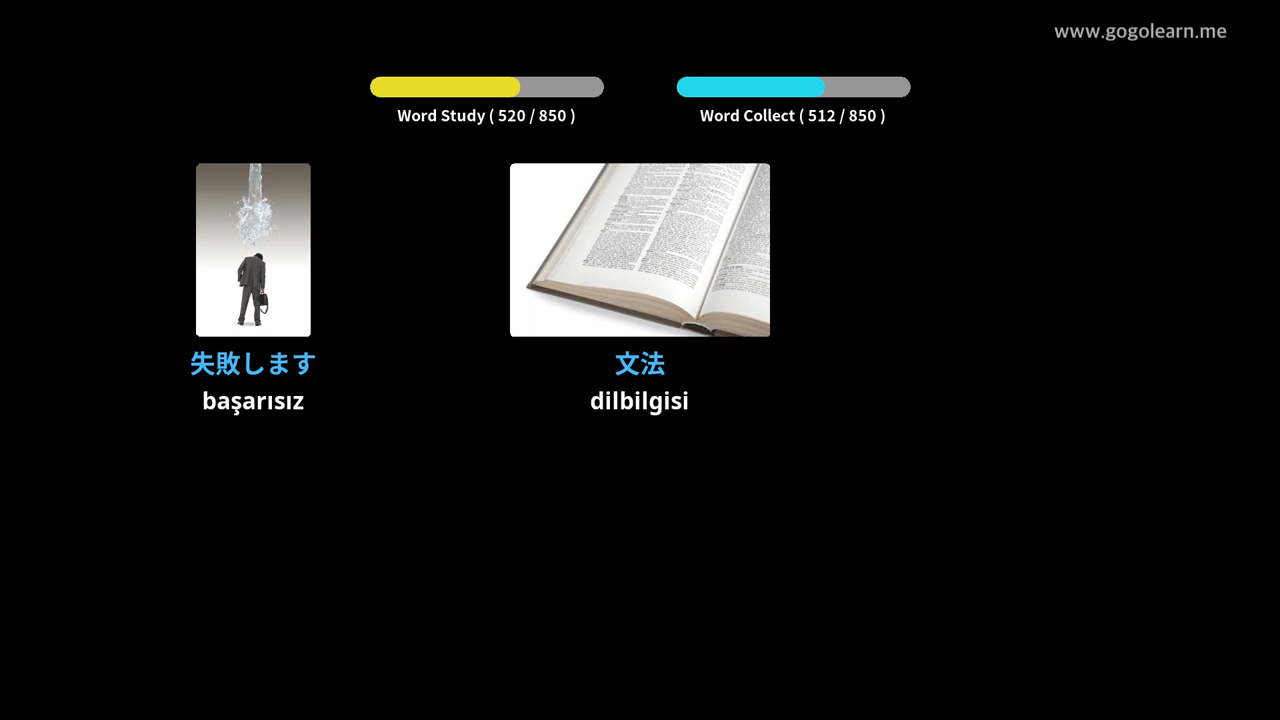 www.gogolearn.me
Word Study ( 520 / 850 )
Word Collect ( 512 / 850 )
失敗します
başarısız
文法
dilbilgisi